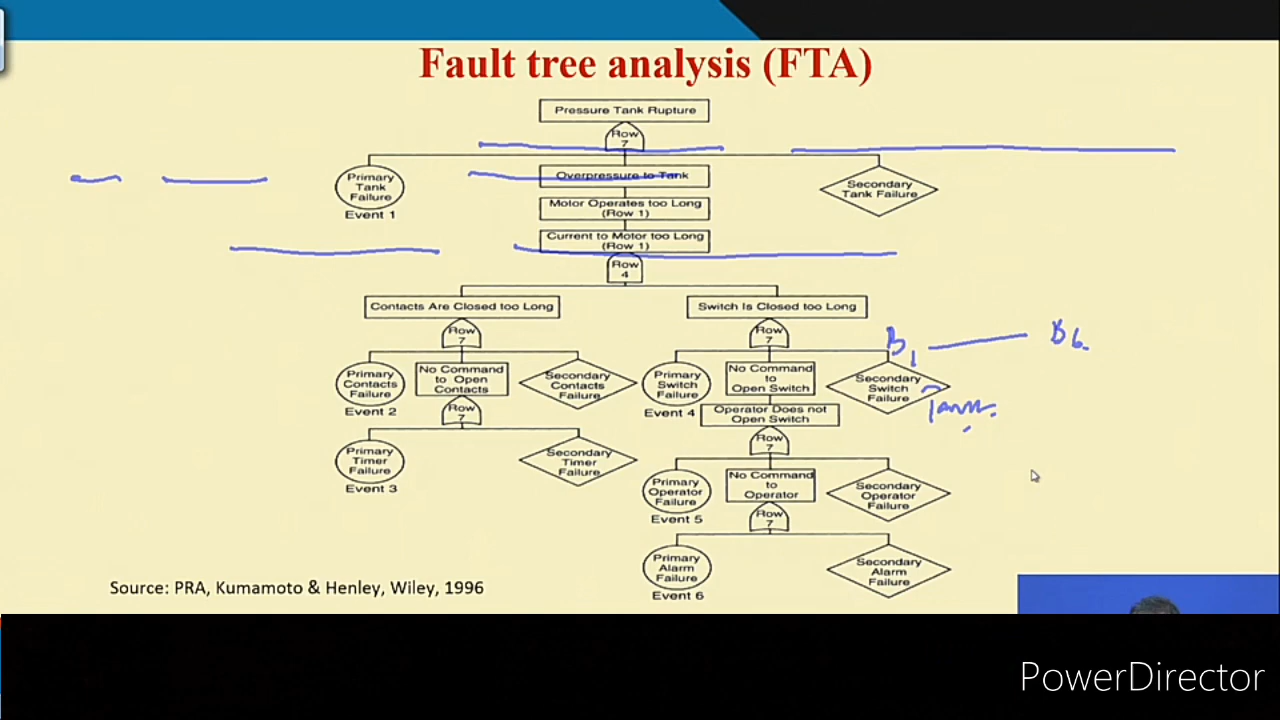 Fault tree analysis (FTA)
Pressure Tank Rupture
Row
7
Primary
Tank
Failure
Event 1
Overpressure to Tank
Secondary
Tank Failure
Motor Operates too Long
(Row 1)
Current to Motor too Long
(Row 1)
Row
4
Contacts Are Closed too Long
Switch Is Closed too Long
Row
7
Row
7
B1
B6.
Primary
Contacts
Failure
Event 2
No Command
to Open
Contacts
Secondary
Contacts
Failure
Primary
Switch
Failure
Event 4
No Command
to
Open Switch
Secondary
Switch
Failure
Operator Does not
Open Switch
Row
7
Row
7
Primary
Timer
Failure
Event 3
Secondary
Timer
Failure
Primary
Operator
Failure
Event 5
No Command
to
Operator
Secondary
Operator
Failure
Row
7
Primary
Alarm
Failure
Event 6
Secondary
Alarm
Failure
Source: PRA, Kumamoto & Henley, Wiley, 1996
PowerDirector